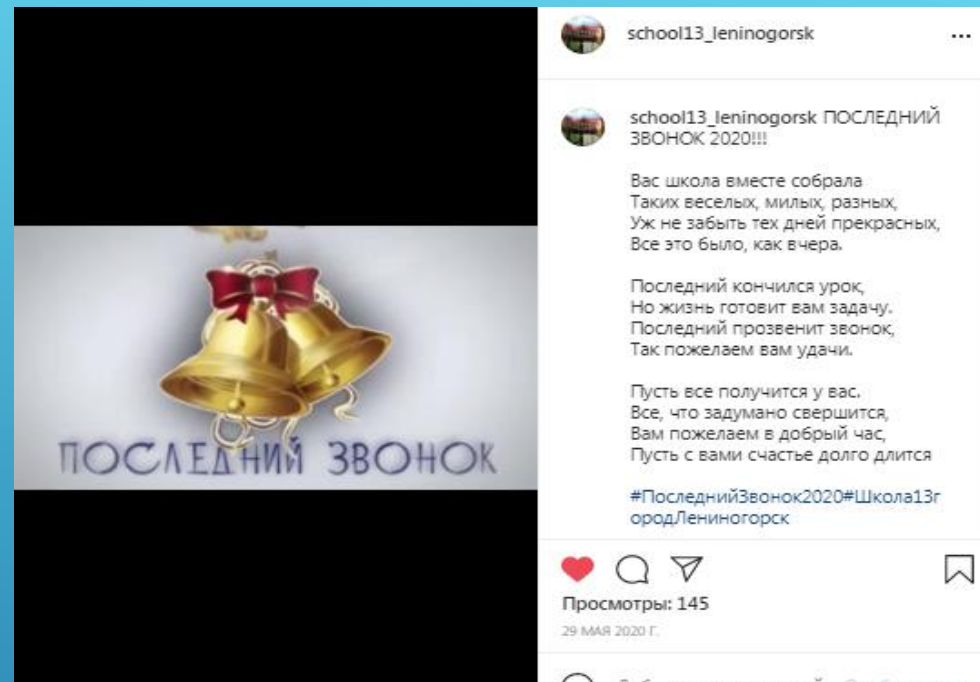 school13_leninogorsk
school13_leninogorsk ПОСЛЕДНИЙ
ЗВОНОК 2020!!!
Вас школа вместе собрала
Таких веселых, милых, разных,
Уж не забыть тех дней прекрасных,
Все это было, как вчера.
Последний кончился урок,
Но жизнь готовит вам задачу.
Последний прозвенит звонок,
Так пожелаем вам удачи.
Пусть все получится у вас.
Все, что задумано свершится,
Вам пожелаем в добрый час,
Пусть с вами счастье долго длится
#ПоследнийЗвонок2020#Школа13г
ородЛениногорск
Просмотры: 145
29 МАЯ 2020 Г.
ПОСЛЕДНИЙ ЗВОНОК